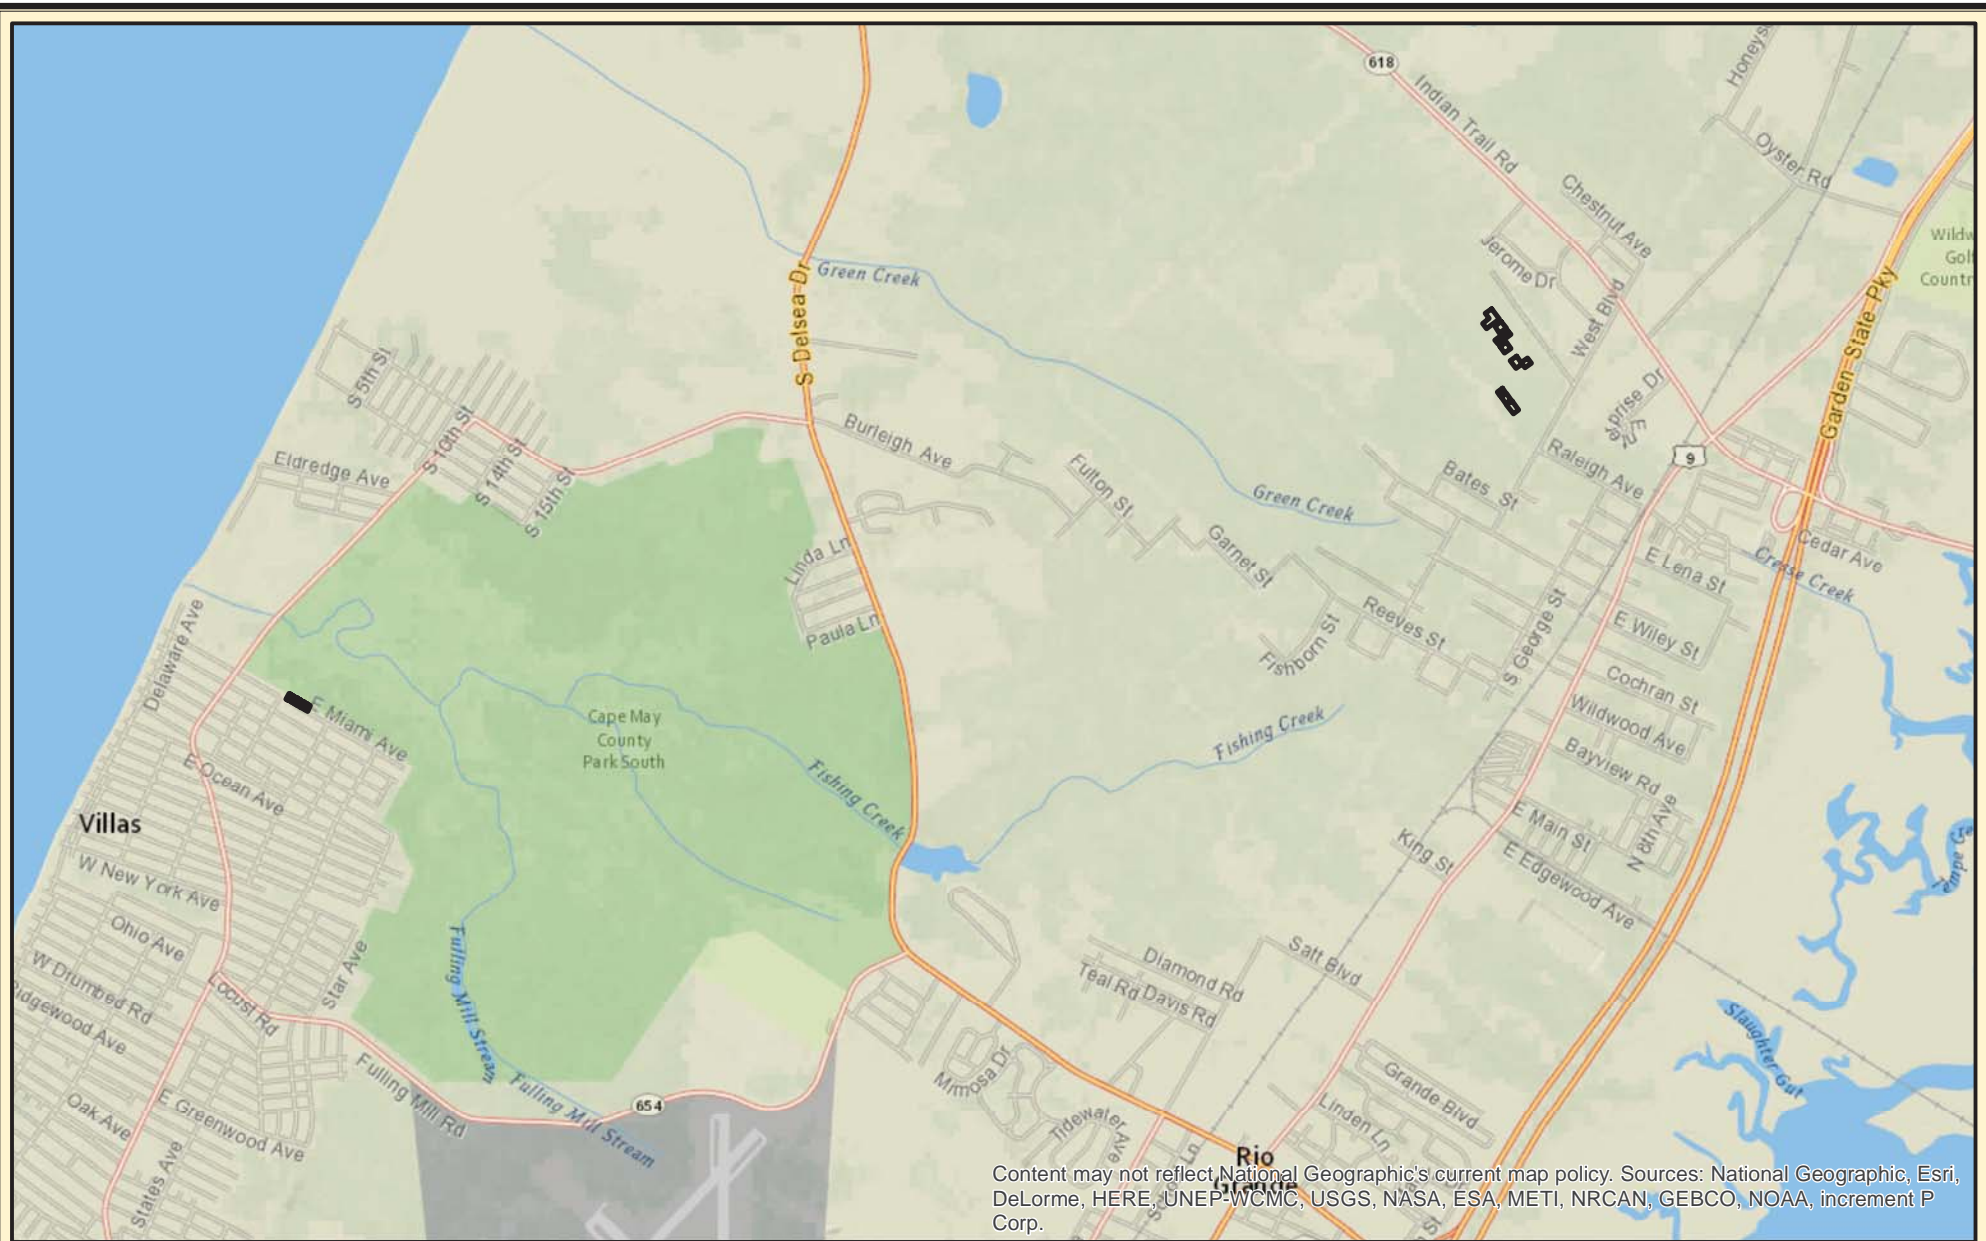 618
Indian Trail Rd
Oyster Rd
Chestnut Ave
Jerome Dr
West Blvd
Garden State Pky
Green Creek
S Delsea Dr
S 5th St
S 10th St
S 14th St
S 15th St
Eldredge Ave
Burleigh Ave
Fulton St
Green Creek
Garnet St
Bates St
Raleigh Ave
9
Cedar Ave
Cresse Creek
E Lena St
E Wiley St
Cochran St
Wildwood Ave
Bayview Rd
S George St
Reeves St
Fishborn St
Linda Ln
Paula Ln
Delaware Ave
E Miami Ave
Cape May
County
Park South
Fishing Creek
Fishing Creek
E Ocean Ave
Villas
W New York Ave
Ohio Ave
W Drumbed Rd
Locust Rd
Star Ave
Fulling Mill Stream
Fulling Mill Stream
Fulling Mill Rd
654
Oak Ave
E Greenwood Ave
States Ave
King St
E Main St
N 8th Ave
E Edgewood Ave
Satt Blvd
Diamond Rd
Teal Rd
Davis Rd
Mimosa Dr
Tidewater Ave
Grande Blvd
Linden Ln
Slaughter Gut
Rio
Grande
Content may not reflect National Geographic's current map policy. Sources: National Geographic, Esri,
DeLorme, HERE, UNEP-WCMC, USGS, NASA, ESA, METI, NRCAN, GEBCO, NOAA, increment P
Corp.